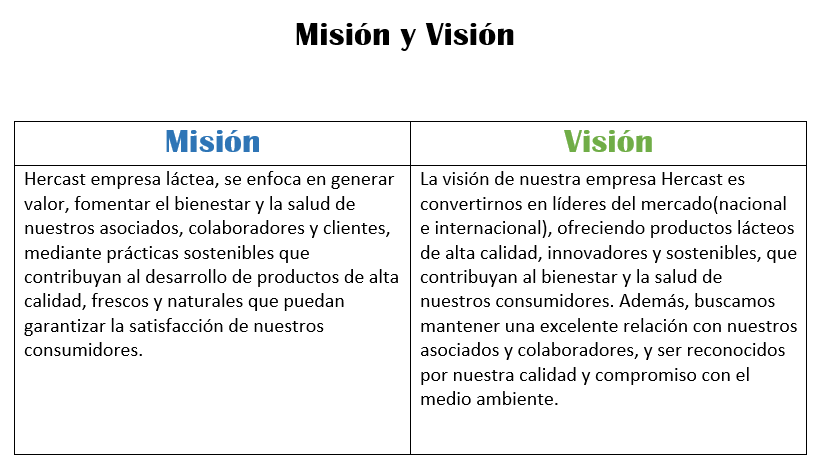 Misión y Visión
Misión
Hercast empresa láctea, se enfoca en generar
valor, fomentar el bienestar y la salud de
nuestros asociados, colaboradores y clientes,
mediante prácticas sostenibles que
contribuyan al desarrollo de productos de alta
calidad, frescos y naturales que puedan
garantizar la satisfacción de nuestros
consumidores.
Visión
La visión de nuestra empresa Hercast es
convertirnos en líderes del mercado(nacional
e internacional), ofreciendo productos lácteos
de alta calidad, innovadores y sostenibles, que
contribuyan al bienestar y la salud de
nuestros consumidores. Además, buscamos
mantener una excelente relación con nuestros
asociados y colaboradores, y ser reconocidos
por nuestra calidad y compromiso con el
medio ambiente.